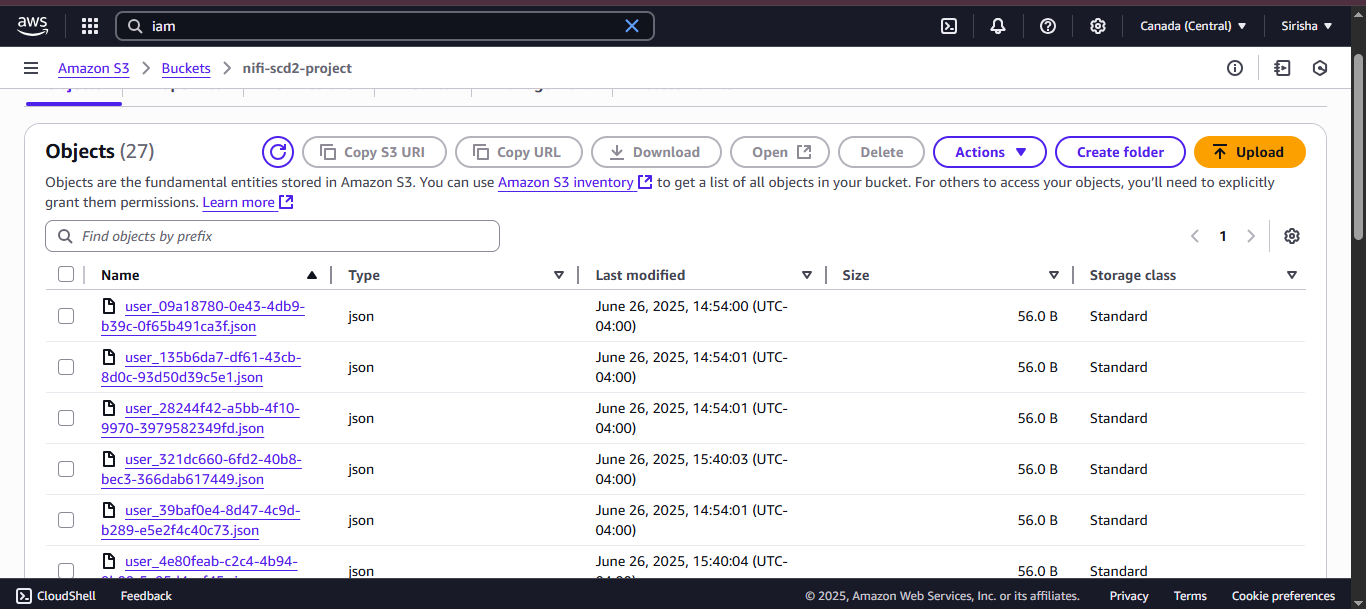 aws
iam
Canada (Central)
Sirisha
Amazon S3
Buckets
nifi-scd2-project
Objects (27)
Copy S3 URI
Copy URL
Download
Open
Delete
Actions
Create folder
Upload
Objects are the fundamental entities stored in Amazon S3. You can use Amazon S3 inventory to get a list of all objects in your bucket. For others to access your objects, you'll need to explicitly
grant them permissions. Learn more
Find objects by prefix
1
Name
Type
Last modified
Size
Storage class
user_09a18780-0e43-4db9-
b39c-0f65b491ca3f.json
json
June 26, 2025, 14:54:00 (UTC-
04:00)
56.0 B
Standard
user_135b6da7-df61-43cb-
8d0c-93d50d39c5e1.json
json
June 26, 2025, 14:54:01 (UTC-
04:00)
56.0 B
Standard
user_28244f42-a5bb-4f10-
9970-3979582349fd.json
json
June 26, 2025, 14:54:01 (UTC-
04:00)
56.0 B
Standard
user_321dc660-6fd2-40b8-
bec3-366dab617449.json
json
June 26, 2025, 15:40:03 (UTC-
04:00)
56.0 B
Standard
user_39baf0e4-8d47-4c9d-
b289-e5e2f4c40c73.json
json
June 26, 2025, 14:54:01 (UTC-
04:00)
56.0 B
Standard
user_4e80feab-c2c4-4b94-
json
June 26, 2025, 15:40:04 (UTC-
04:00)
56.0 B
Standard
CloudShell
Feedback
© 2025, Amazon Web Services, Inc. or its affiliates.
Privacy
Terms
Cookie preferences